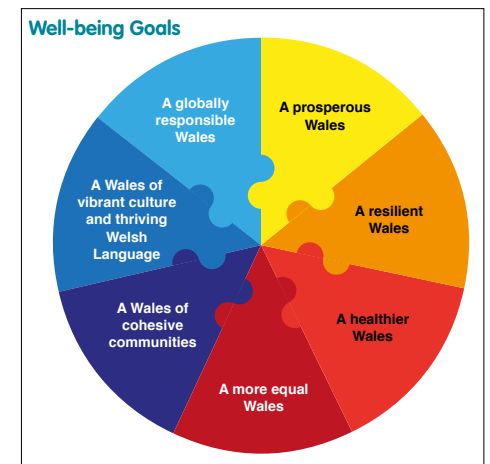 Well-being Goals
A prosperous
Wales
A resilient
Wales
A healthier
Wales
A more equal
Wales
A Wales of
cohesive
communities
A Wales of
vibrant culture
and thriving
Welsh
Language
A globally
responsible
Wales